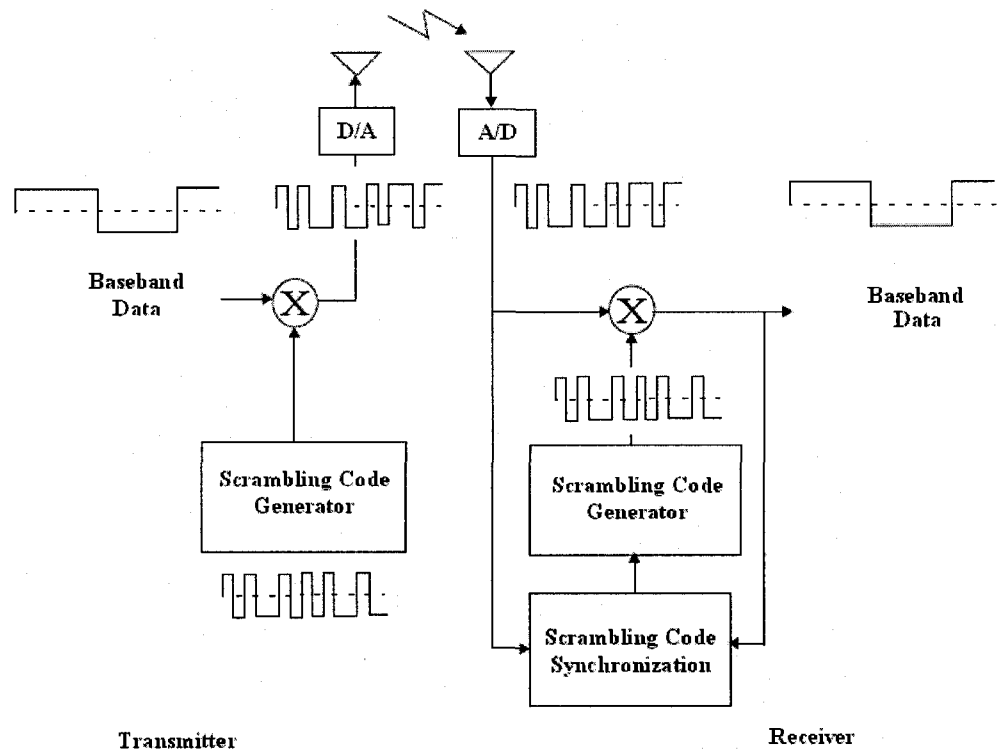 D/A
A/D
Baseband
Data
X
X
Baseband
Data
Scrambling Code
Generator
Scrambling Code
Generator
Scrambling Code
Synchronization
Transmitter
Receiver